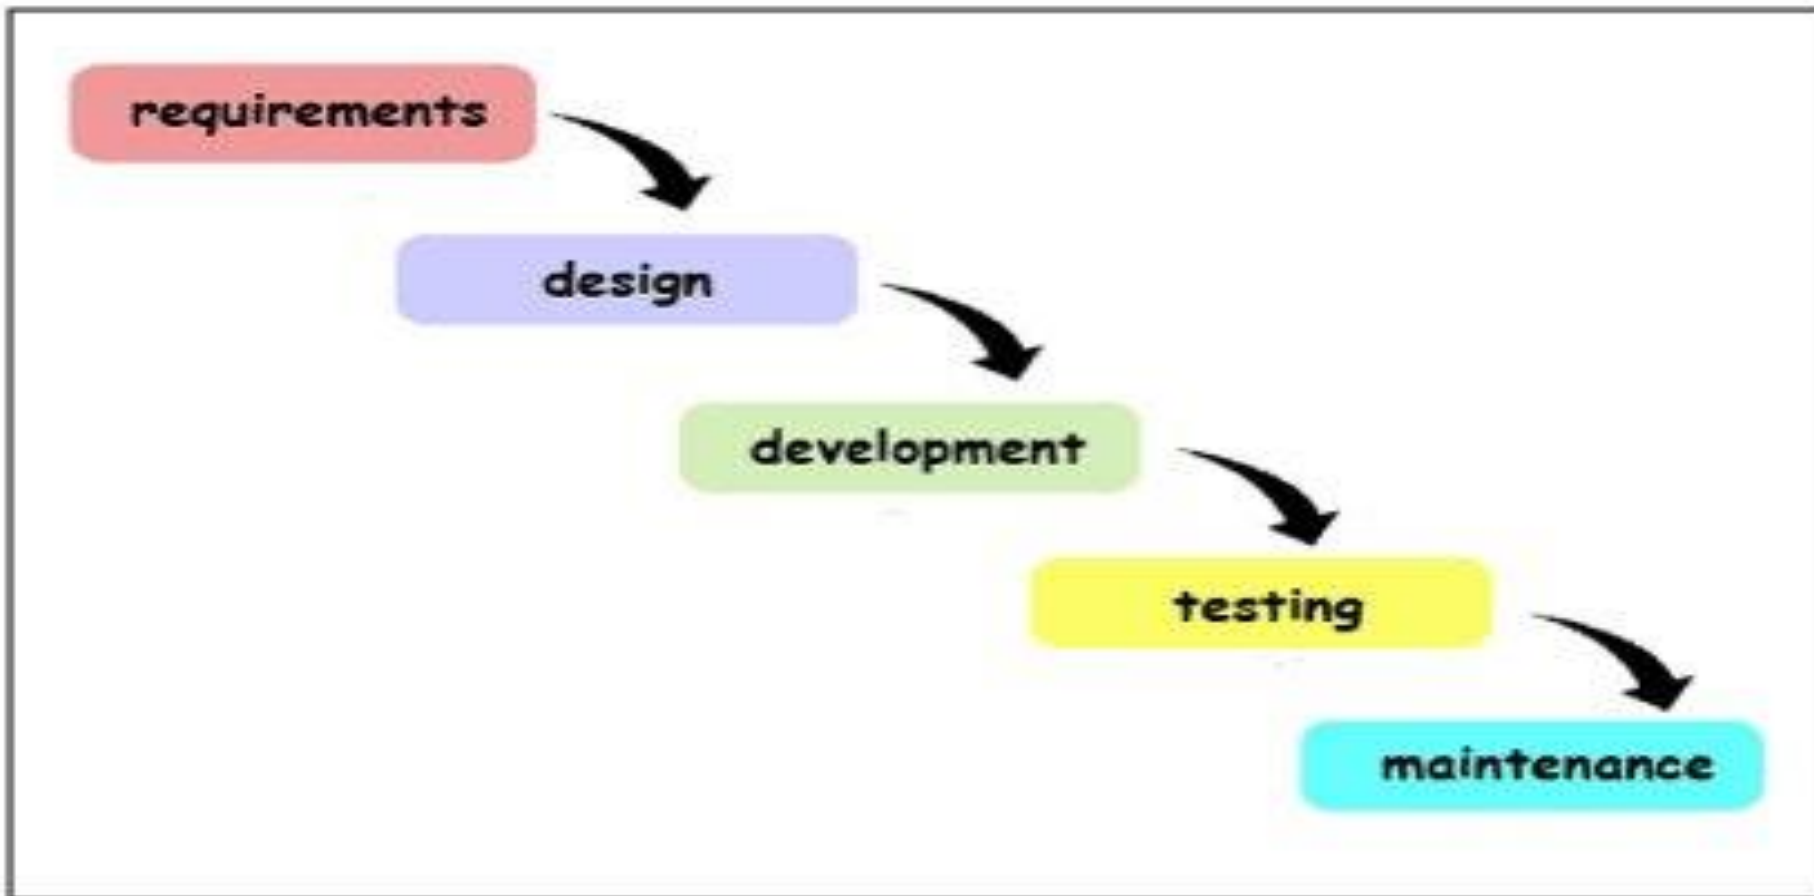 requirements
design
development
testing
maintenance